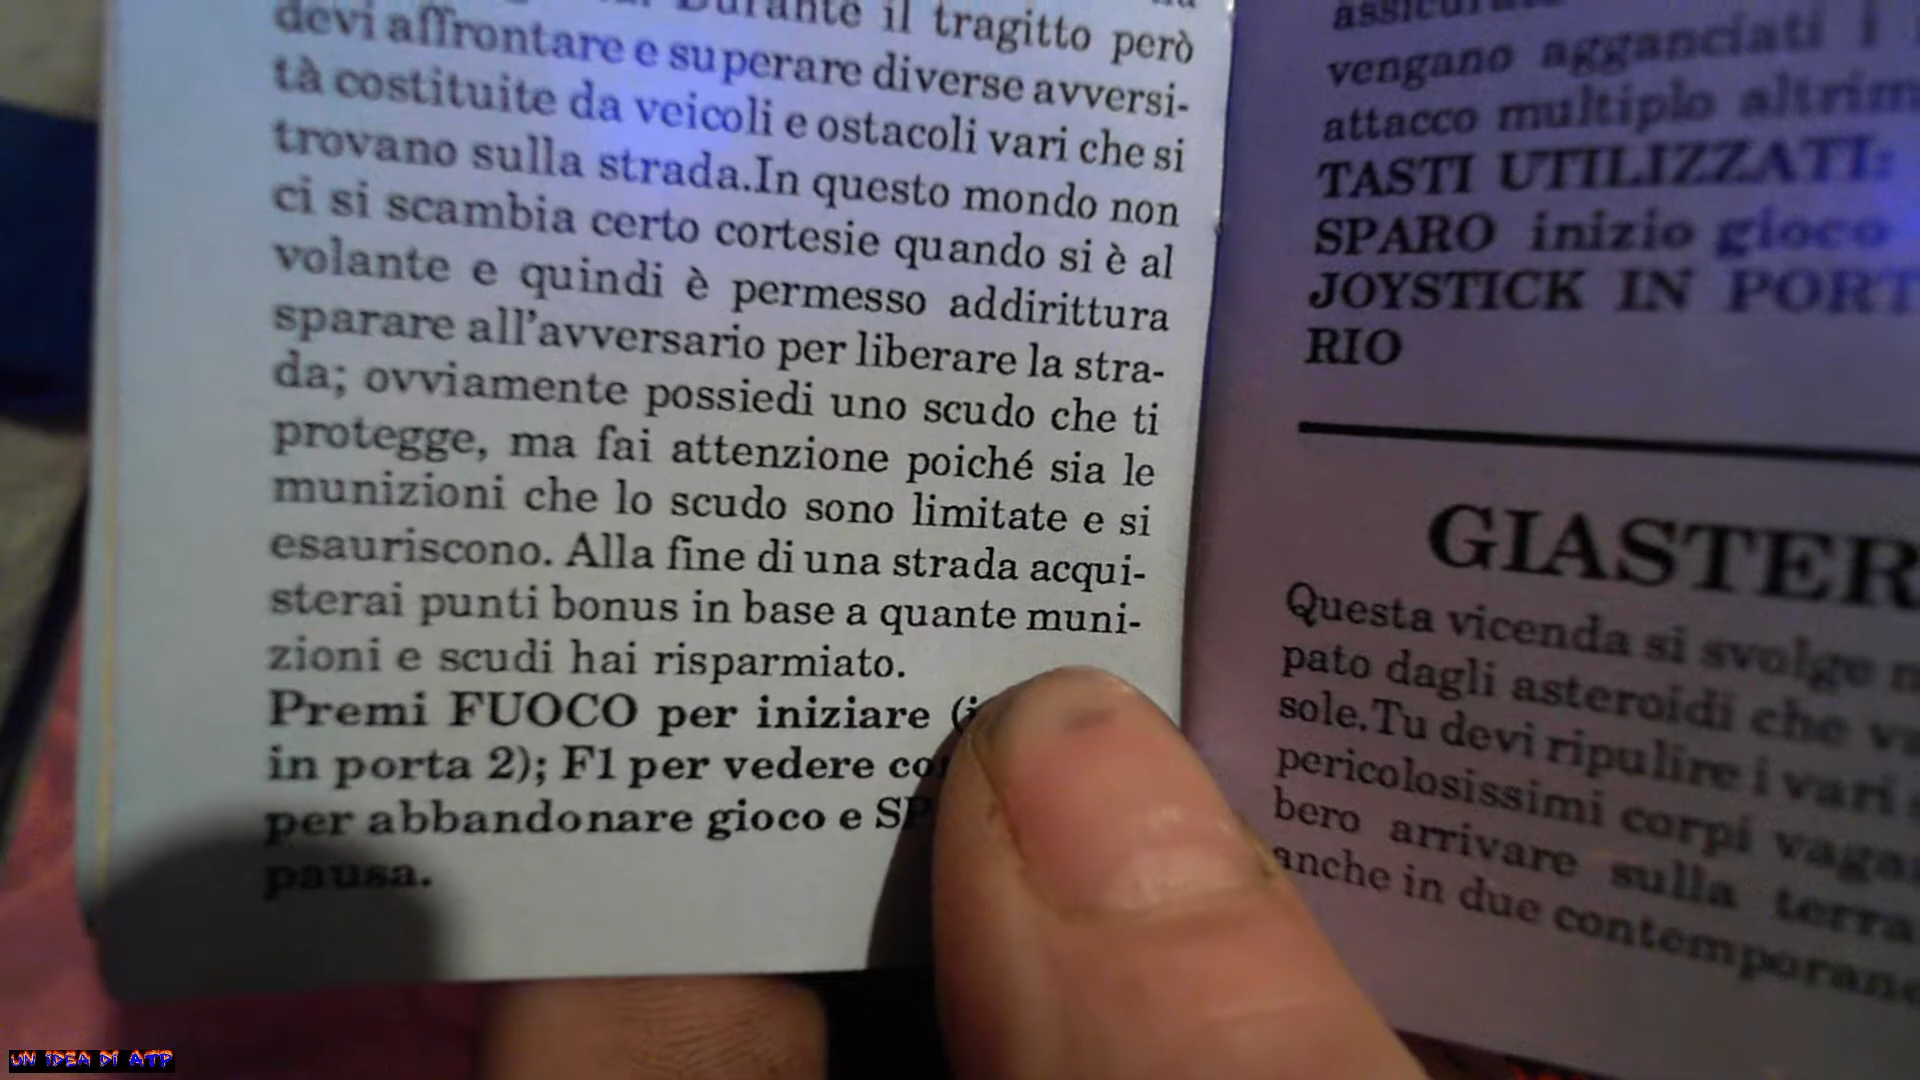 Durante il tragitto però
devi affrontare e superare diverse avversi-
tà costituite da veicoli e ostacoli vari che si
trovano sulla strada.In questo mondo non
ci si scambia certo cortesie quando si è al
volante e quindi è permesso addirittura
sparare all'avversario per liberare la stra-
da; ovviamente possiedi uno scudo che ti
protegge, ma fai attenzione poiché sia le
munizioni che lo scudo sono limitate e si
esauriscono. Alla fine di una strada acqui-
sterai punti bonus in base a quante muni-
zioni e scudi hai risparmiato.
Premi FUOCO per iniziare
in porta 2); F1 per vedere
per abbandonare gioco e
pausa.
vengano agganciati i
attacco multiplo
TASTI UTILIZZATI:
SPARO inizio gioco
JOYSTICK IN
RIO
Questa vicenda si svolge
pato dagli asteroidi che
sole.Tu devi ripulire i vari
pericolosissimi corpi
bero arrivare sulla terra
anche in due
UN IDEA DI ATP